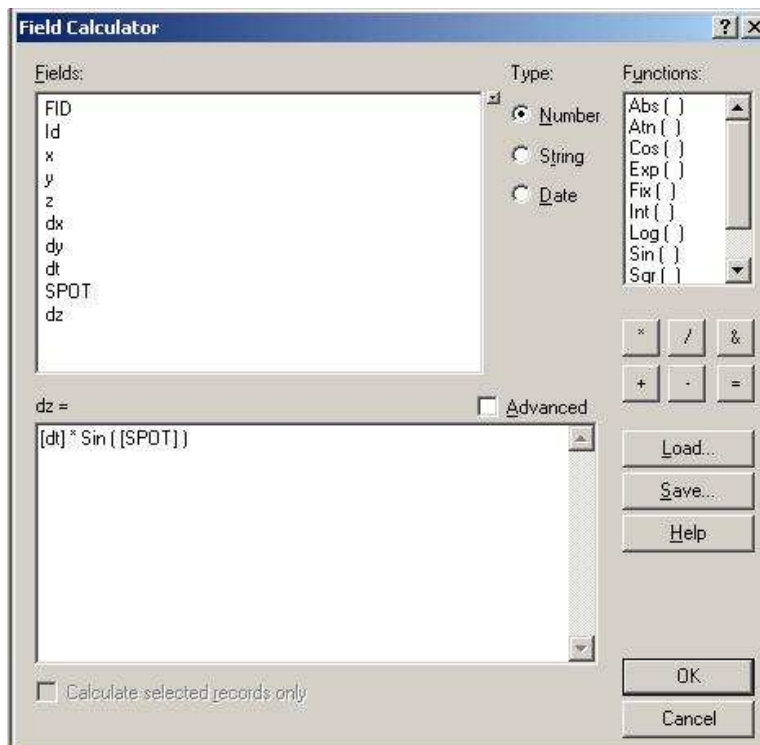 Field Calculator
? X
Fields:
FID
Id
x
y
z
dx
dy
dt
SPOT
dz
Type:
Number
String
Date
Functions:
Abs ( )
Atn ( )
Cos ( )
Exp ( )
Fix ( )
Int ( )
Log ( )
Sin ( )
Sqr ( )
* / &
+ - =
dz =
Advanced
[dt] * Sin ( [SPOT] )
Load...
Save...
Help
Calculate selected records only
OK
Cancel